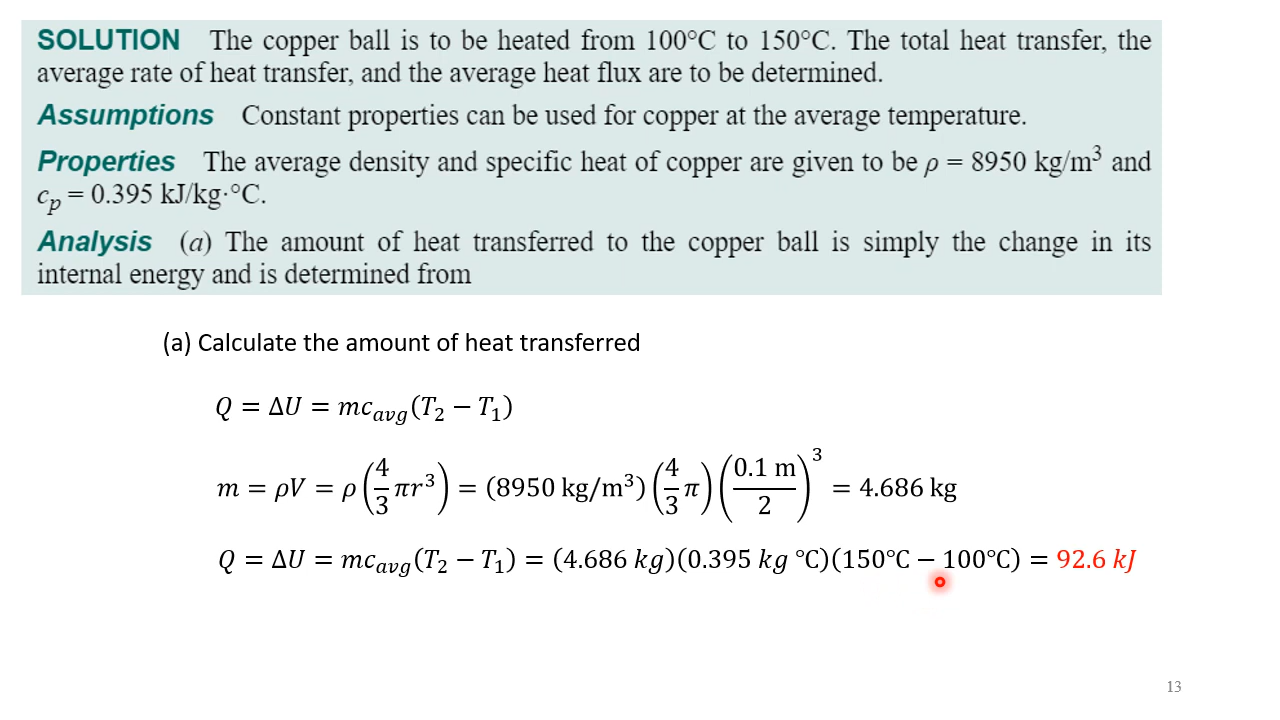 SOLUTION The copper ball is to be heated from 100°C to 150°C. The total heat transfer, the
average rate of heat transfer, and the average heat flux are to be determined.
Assumptions Constant properties can be used for copper at the average temperature.
Properties The average density and specific heat of copper are given to be ρ = 8950 kg/m³ and
cₚ = 0.395 kJ/kg·°C.
Analysis (a) The amount of heat transferred to the copper ball is simply the change in its
internal energy and is determined from
(a) Calculate the amount of heat transferred
Q = ΔU = mc_avg(T₂ − T₁)
m = ρV = ρ(4/3 πr³) = (8950 kg/m³)(4/3 π)(0.1 m/2)³ = 4.686 kg
Q = ΔU = mc_avg(T₂ − T₁) = (4.686 kg)(0.395 kg °C)(150°C − 100°C) = 92.6 kJ
13